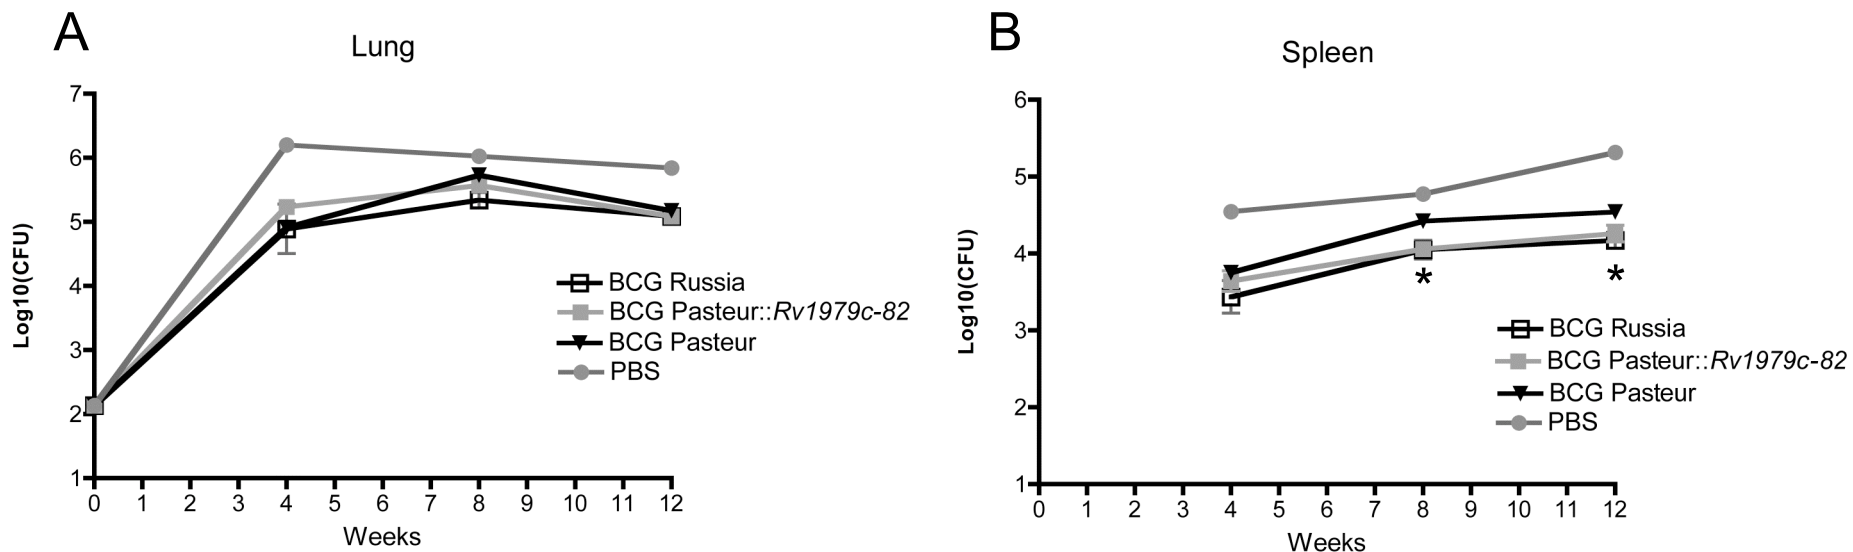 A
Lung
Log10(CFU)
7
6
5
4
3
2
1
0 1 2 3 4 5 6 7 8 9 10 11 12
Weeks
BCG Russia
BCG Pasteur::Rv1979c-82
BCG Pasteur
PBS
B
Spleen
Log10(CFU)
6
5
4
3
2
1
0 1 2 3 4 5 6 7 8 9 10 11 12
Weeks
* *
BCG Russia
BCG Pasteur::Rv1979c-82
BCG Pasteur
PBS